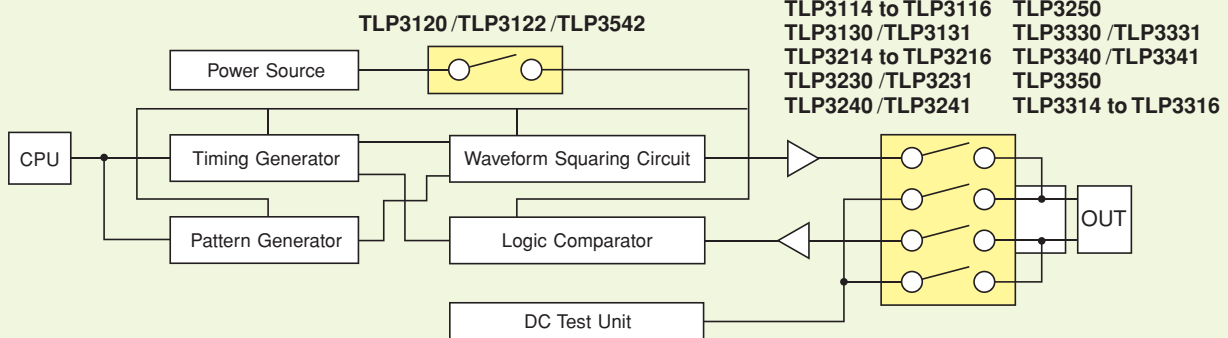 TLP3120 /TLP3122 /TLP3542
TLP3114 to TLP3116 TLP3250
TLP3130 /TLP3131 TLP3330 /TLP3331
TLP3214 to TLP3216 TLP3340 /TLP3341
TLP3230 /TLP3231 TLP3350
TLP3240 /TLP3241 TLP3314 to TLP3316
Power Source
CPU
Timing Generator
Waveform Squaring Circuit
Pattern Generator
Logic Comparator
OUT
DC Test Unit